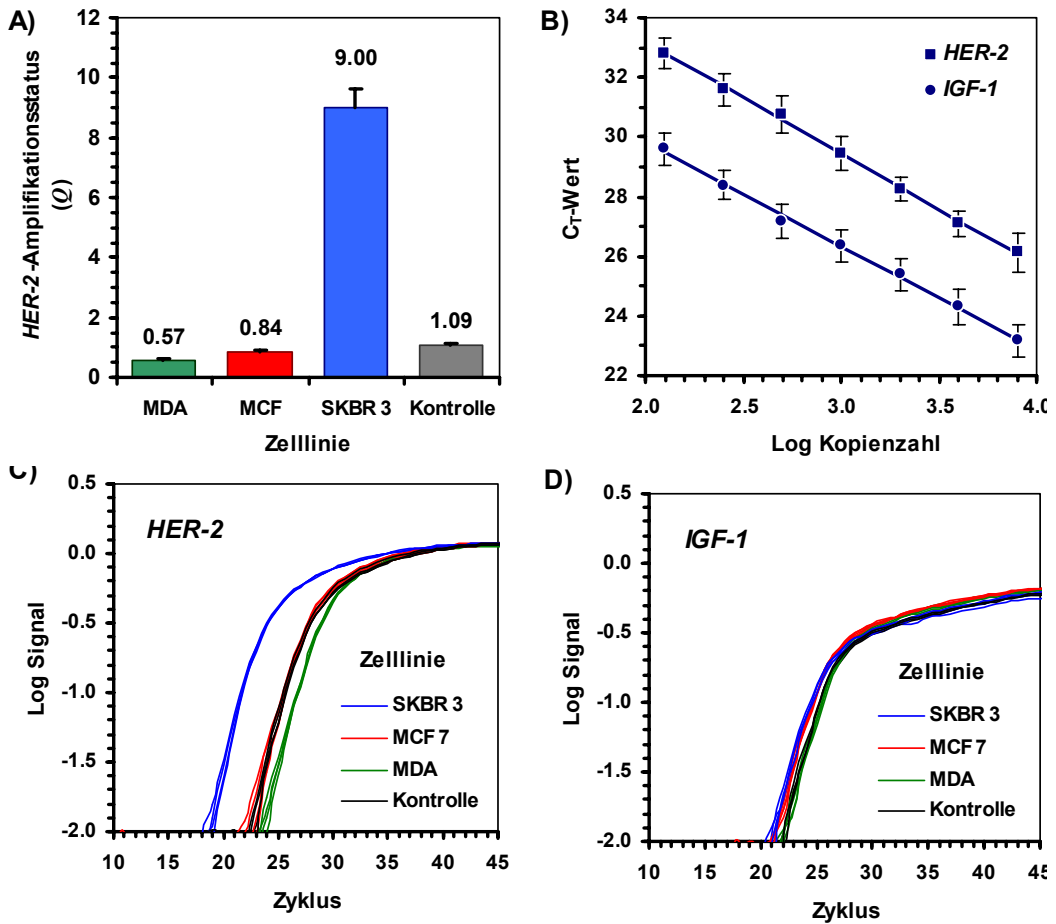 A)
HER-2-Amplifikationsstatus
(Q)
12
10
8
6
4
2
0
0.57
0.84
9.00
1.09
MDA
MCF
SKBR 3
Kontrolle
Zelllinie
B)
CT-Wert
34
32
30
28
26
24
22
HER-2
IGF-1
2.0
2.5
3.0
3.5
4.0
Log Kopienzahl
C)
HER-2
Log Signal
0.5
0.0
-0.5
-1.0
-1.5
-2.0
Zelllinie
SKBR 3
MCF 7
MDA
Kontrolle
10
15
20
25
30
35
40
45
Zyklus
D)
IGF-1
Log Signal
0.5
0.0
-0.5
-1.0
-1.5
-2.0
Zelllinie
SKBR 3
MCF 7
MDA
Kontrolle
10
15
20
25
30
35
40
45
Zyklus